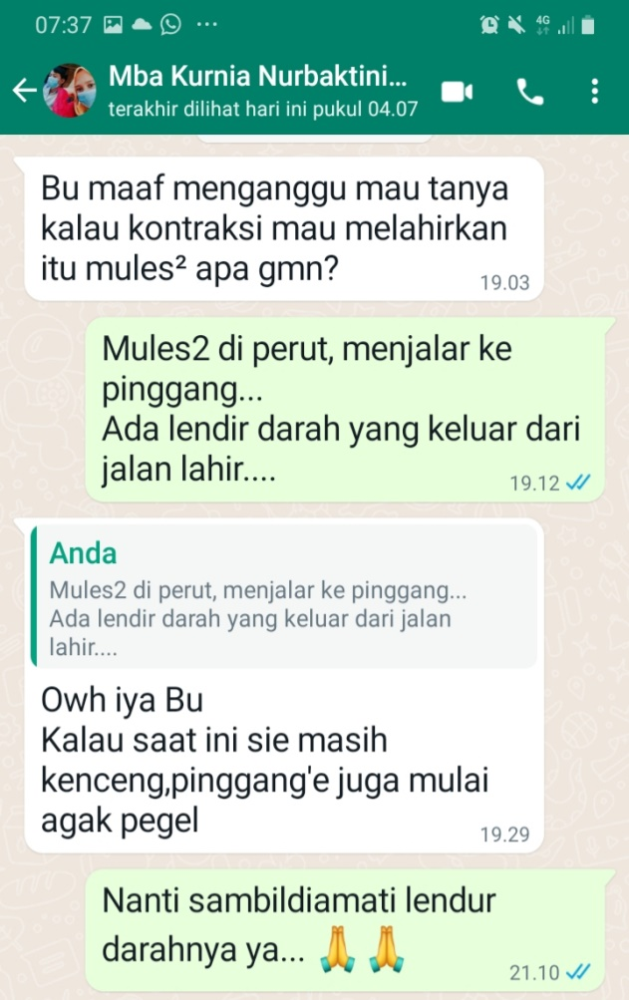 07:37
4G
Mba Kurnia Nurbaktini...
terakhir dilihat hari ini pukul 04.07
Bu maaf menganggu mau tanya
kalau kontraksi mau melahirkan
itu mules² apa gmn?
19.03
Mules2 di perut, menjalar ke
pinggang...
Ada lendir darah yang keluar dari
jalan lahir....
19.12
Anda
Mules2 di perut, menjalar ke pinggang...
Ada lendir darah yang keluar dari jalan
lahir....
Owh iya Bu
Kalau saat ini sie masih
kenceng,pinggang'e juga mulai
agak pegel
19.29
Nanti sambildiamati lendur
darahnya ya... 🙏 🙏
21.10